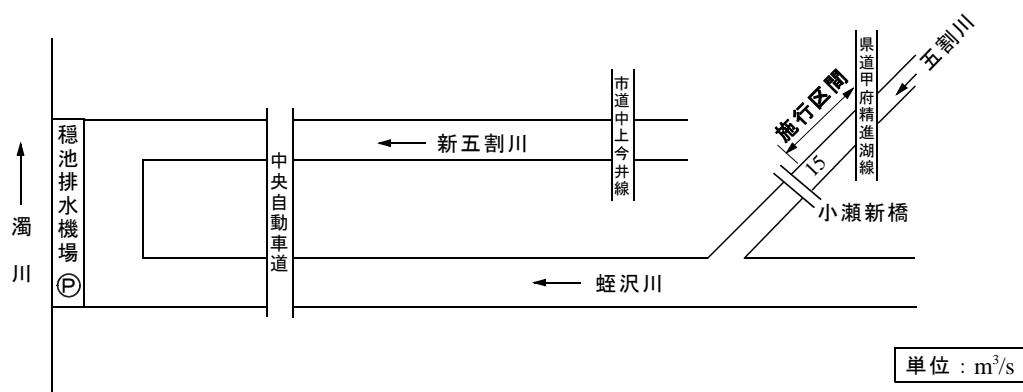 県道甲府精進湖線
五割川
施行区間
市道中上今井線
15
小瀬新橋
新五割川
中央自動車道
穏池排水機場
P
濁川
蛭沢川
単位：m³/s